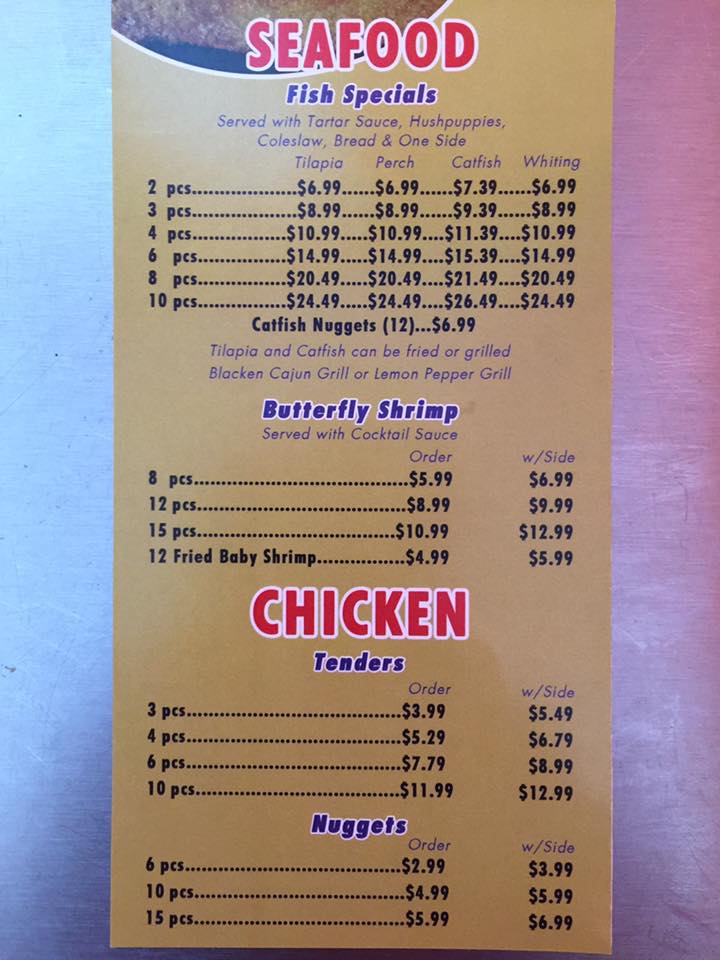 SEAFOOD
Fish Specials
Served with Tartar Sauce, Hushpuppies,
Coleslaw, Bread & One Side
Tilapia Perch Catfish Whiting
2 pcs....................$6.99......$6.99......$7.39......$6.99
3 pcs....................$8.99......$8.99......$9.39......$8.99
4 pcs..................$10.99.....$10.99....$11.39....$10.99
6 pcs.................$14.99.....$14.99....$15.39....$14.99
8 pcs.................$20.49.....$20.49....$21.49....$20.49
10 pcs.................$24.49.....$24.49....$26.49....$24.49
Catfish Nuggets (12)...$6.99
Tilapia and Catfish can be fried or grilled
Blacken Cajun Grill or Lemon Pepper Grill
Butterfly Shrimp
Served with Cocktail Sauce
Order w/Side
8 pcs........................................$5.99 $6.99
12 pcs.......................................$8.99 $9.99
15 pcs.....................................$10.99 $12.99
12 Fried Baby Shrimp.................$4.99 $5.99
CHICKEN
Tenders
Order w/Side
3 pcs.........................................$3.99 $5.49
4 pcs.........................................$5.29 $6.79
6 pcs.........................................$7.79 $8.99
10 pcs.......................................$11.99 $12.99
Nuggets
Order w/Side
6 pcs.........................................$2.99 $3.99
10 pcs........................................$4.99 $5.99
15 pcs........................................$5.99 $6.99